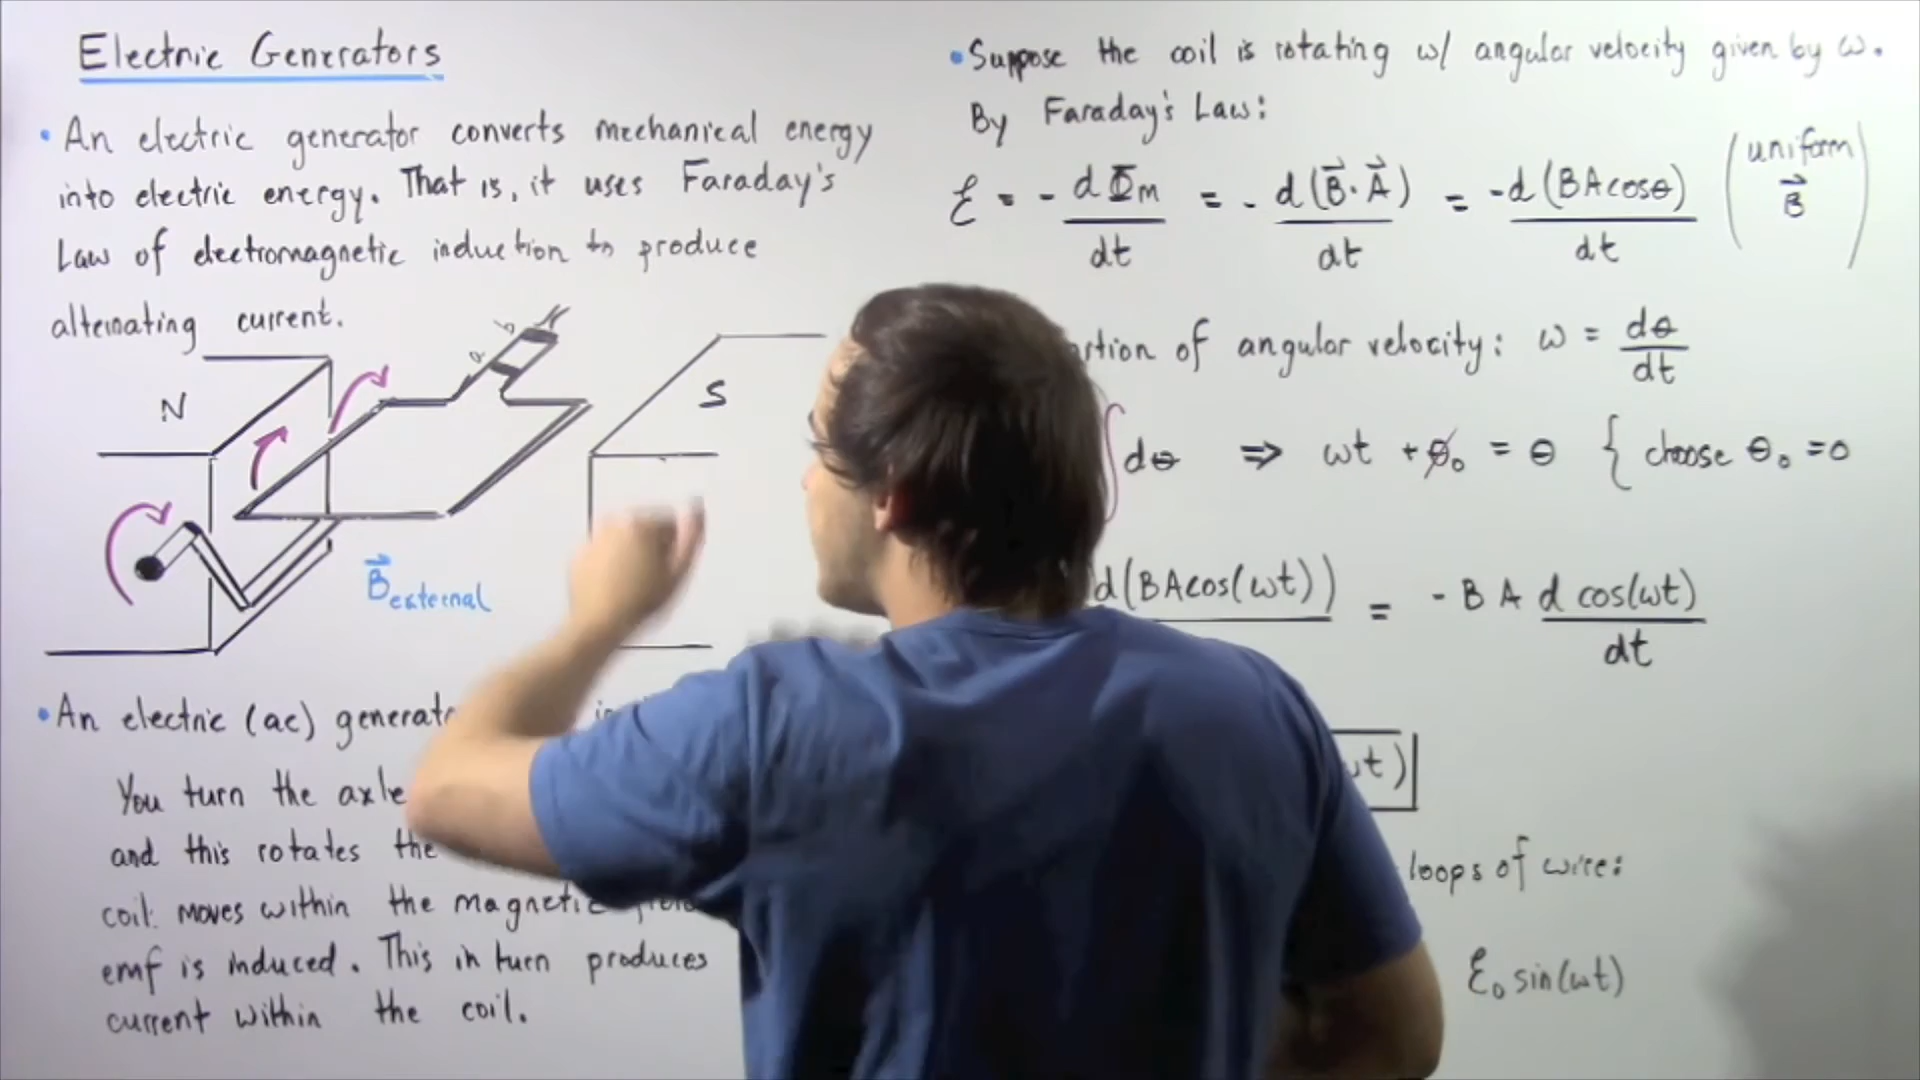 Electric Generators
• An electric generator converts mechanical energy
into electric energy. That is, it uses Faraday's
Law of electromagnetic induction to produce
alternating current.
N
a
b
S
B⃗ external
• An electric (ac) generat
You turn the axle
and this rotates the
coil moves within the magnetic
emf is induced. This in turn produces
current within the coil.
• Suppose the coil is rotating w/ angular velocity given by ω.
By Faraday's Law:
ℰ = - dΦm/dt = - d(B⃗·A⃗)/dt = -d(BAcosθ)/dt (uniform B⃗)
of angular velocity: ω = dθ/dt
∫dθ ⇒ ωt + θ₀ = θ { choose θ₀ = 0
d(BAcos(ωt)) = - B A d cos(ωt)/dt
ωt)
loops of wire:
ℰ₀ sin(ωt)